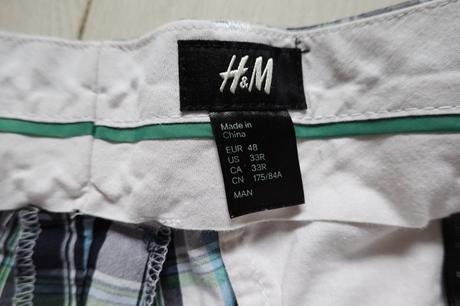 H&M
Made in
China
EUR 48
US 33R
CA 33R
CN 175/84A
MAN